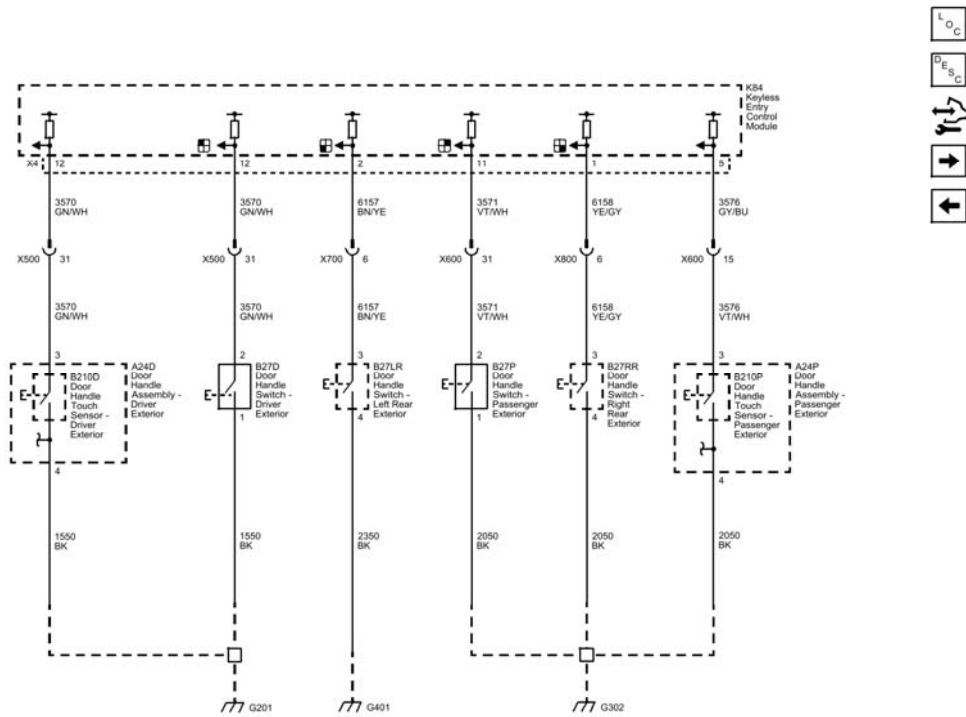 LOC
DESC
K84
Keyless
Entry
Control
Module
X4 12 12 2 11 1 5
3570
GN/WH
3570
GN/WH
6157
BN/YE
3571
VT/WH
6158
YE/GY
3576
GY/BU
X500 31
X500 31
X700 6
X600 31
X800 6
X600 15
3570
GN/WH
3570
GN/WH
6157
BN/YE
3571
VT/WH
6158
YE/GY
3576
VT/WH
3 2 3 2 3 3
B210D
Door
Handle
Touch
Sensor -
Driver
Exterior
A24D
Door
Handle
Assembly -
Driver
Exterior
B27D
Door
Handle
Switch -
Driver
Exterior
B27LR
Door
Handle
Switch -
Left Rear
Exterior
B27P
Door
Handle
Switch -
Passenger
Exterior
B27RR
Door
Handle
Switch -
Right
Rear
Exterior
B210P
Door
Handle
Touch
Sensor -
Passenger
Exterior
A24P
Door
Handle
Assembly -
Passenger
Exterior
4 1 4 1 4 4
1550
BK
1550
BK
2350
BK
2050
BK
2050
BK
2050
BK
G201
G401
G302